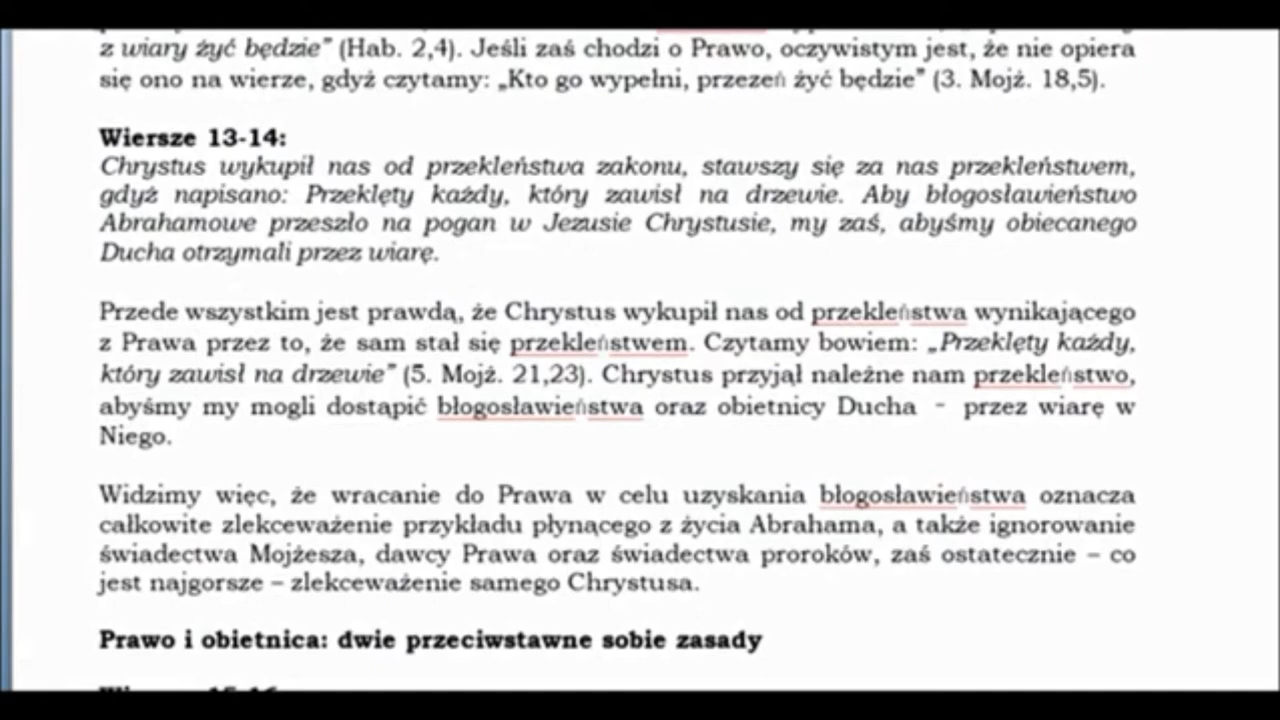 z wiary żyć będzie” (Hab. 2,4). Jeśli zaś chodzi o Prawo, oczywistym jest, że nie opiera
się ono na wierze, gdyż czytamy: „Kto go wypełni, przezeń żyć będzie” (3. Mojż. 18,5).
Wiersze 13-14:
Chrystus wykupił nas od przekleństwa zakonu, stawszy się za nas przekleństwem,
gdyż napisano: Przeklęty każdy, który zawisł na drzewie. Aby błogosławieństwo
Abrahamowe przeszło na pogan w Jezusie Chrystusie, my zaś, abyśmy obiecanego
Ducha otrzymali przez wiarę.
Przede wszystkim jest prawdą, że Chrystus wykupił nas od przekleństwa wynikającego
z Prawa przez to, że sam stał się przekleństwem. Czytamy bowiem: „Przeklęty każdy,
który zawisł na drzewie” (5. Mojż. 21,23). Chrystus przyjął należne nam przekleństwo,
abyśmy my mogli dostąpić błogosławieństwa oraz obietnicy Ducha - przez wiarę w
Niego.
Widzimy więc, że wracanie do Prawa w celu uzyskania błogosławieństwa oznacza
całkowite zlekceważenie przykładu płynącego z życia Abrahama, a także ignorowanie
świadectwa Mojżesza, dawcy Prawa oraz świadectwa proroków, zaś ostatecznie – co
jest najgorsze – zlekceważenie samego Chrystusa.
Prawo i obietnica: dwie przeciwstawne sobie zasady